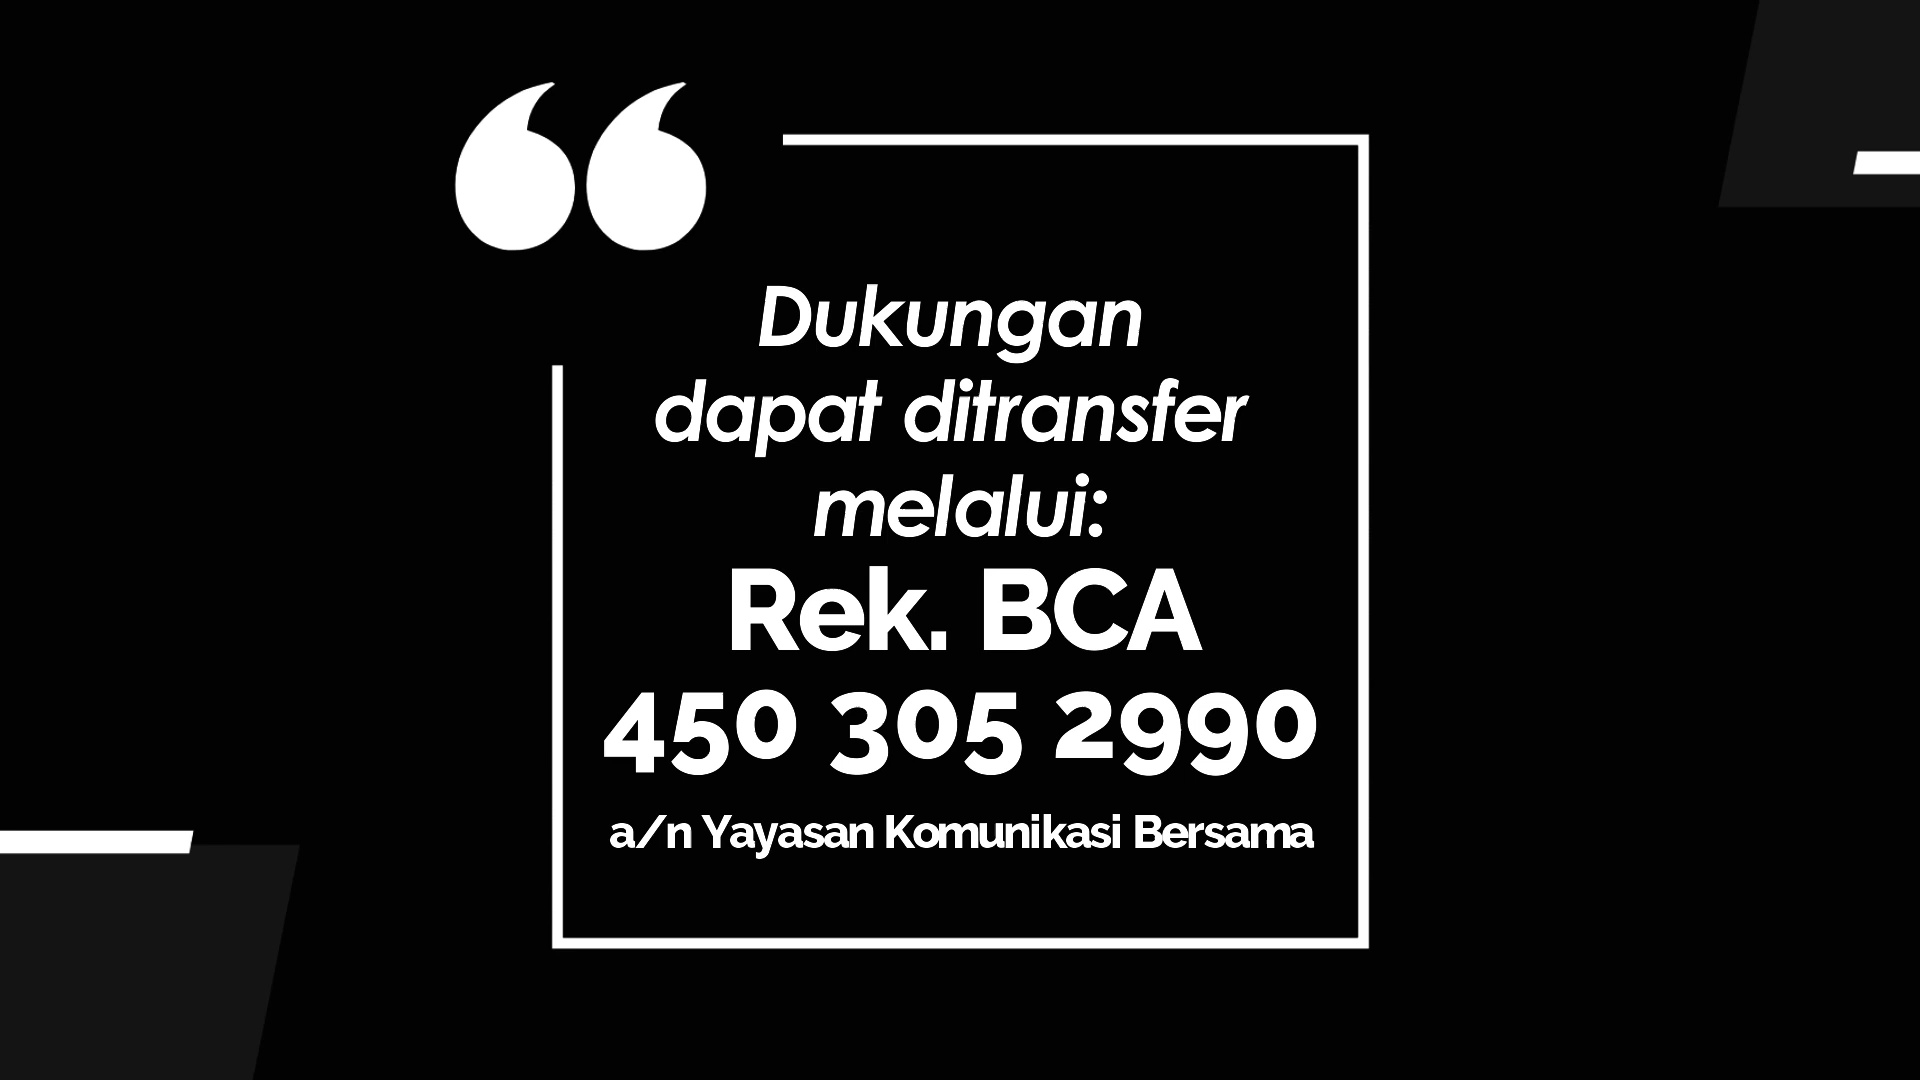 Dukungan
dapat ditransfer
melalui:
Rek. BCA
450 305 2990
a/n Yayasan Komunikasi Bersama